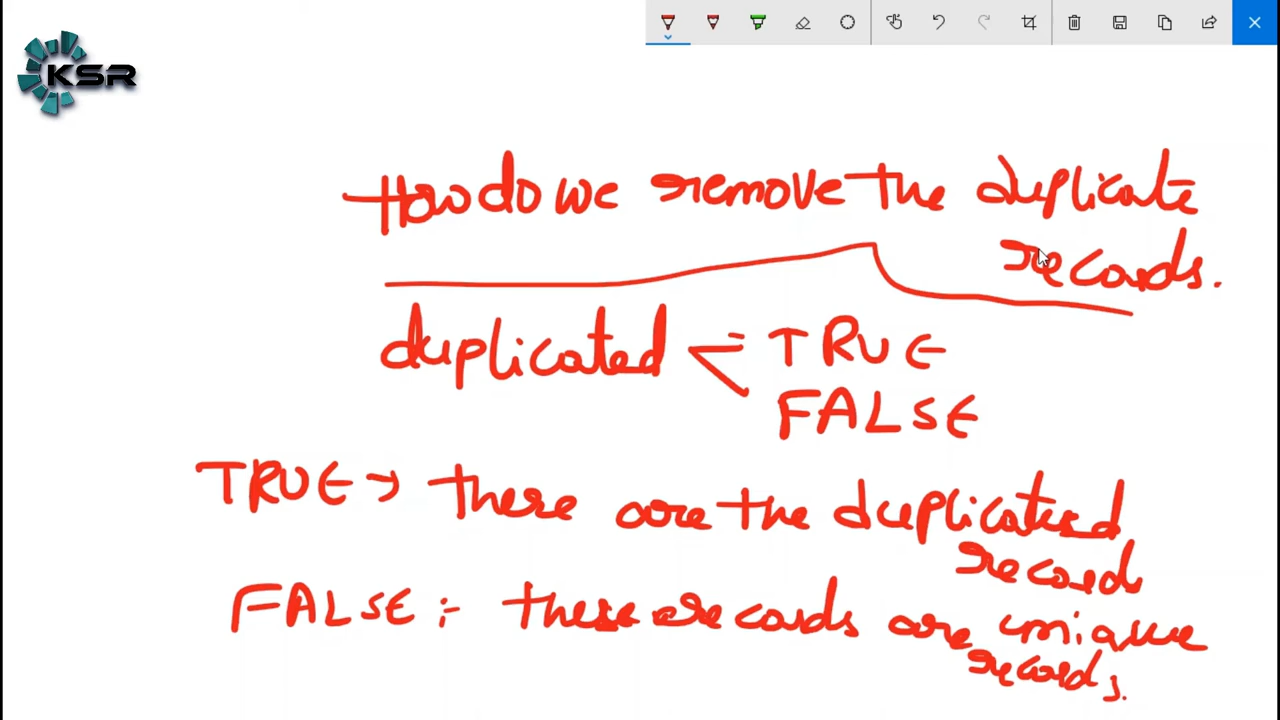 KSR
How do we remove the duplicate
records.
duplicated TRUE
FALSE
TRUE → there are the duplicated
records
FALSE :- these records are unique
records.